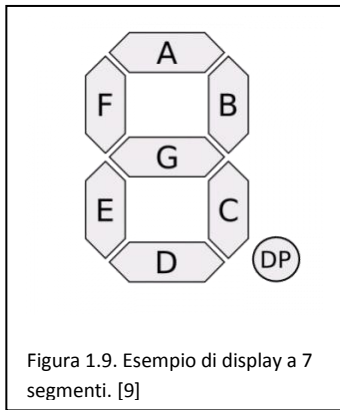 A
F B
G
E C
D DP
Figura 1.9. Esempio di display a 7
segmenti. [9]